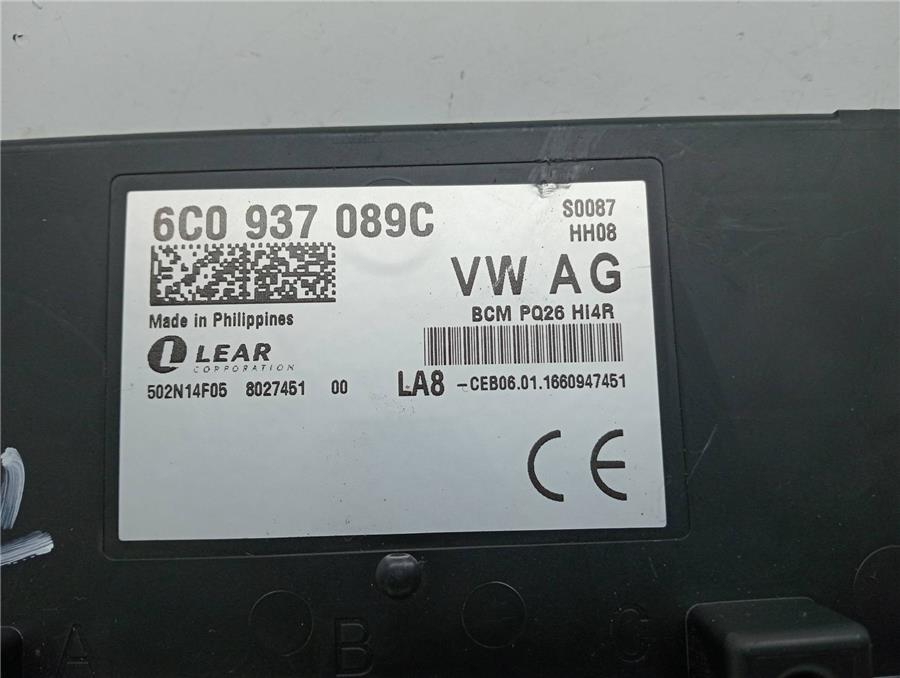 6C0 937 089C
S0087
HH08
VW AG
BCM PQ26 HI4R
Made in Philippines
LEAR
CORPORATION
502N14F05 8027451 00
LA8 -CEB06.01.1660947451
CE
A B C